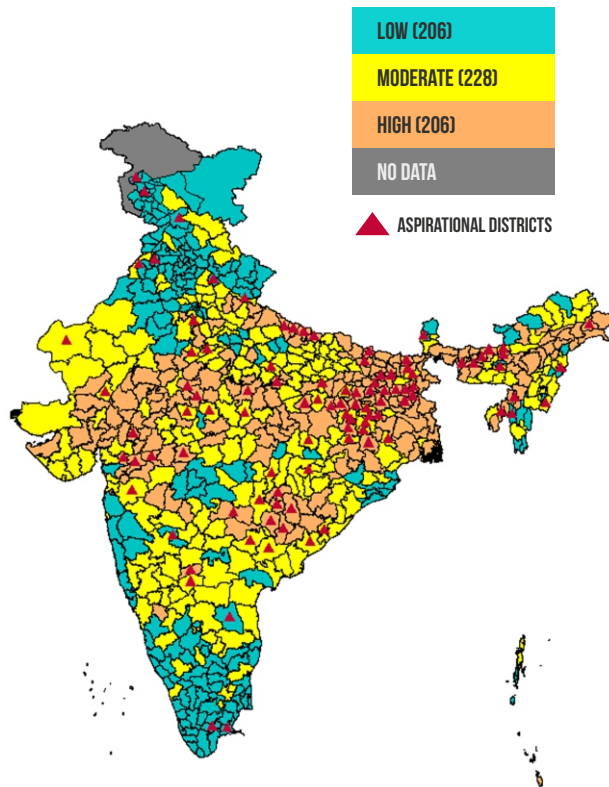 LOW (206)
MODERATE (228)
HIGH (206)
NO DATA
ASPIRATIONAL DISTRICTS